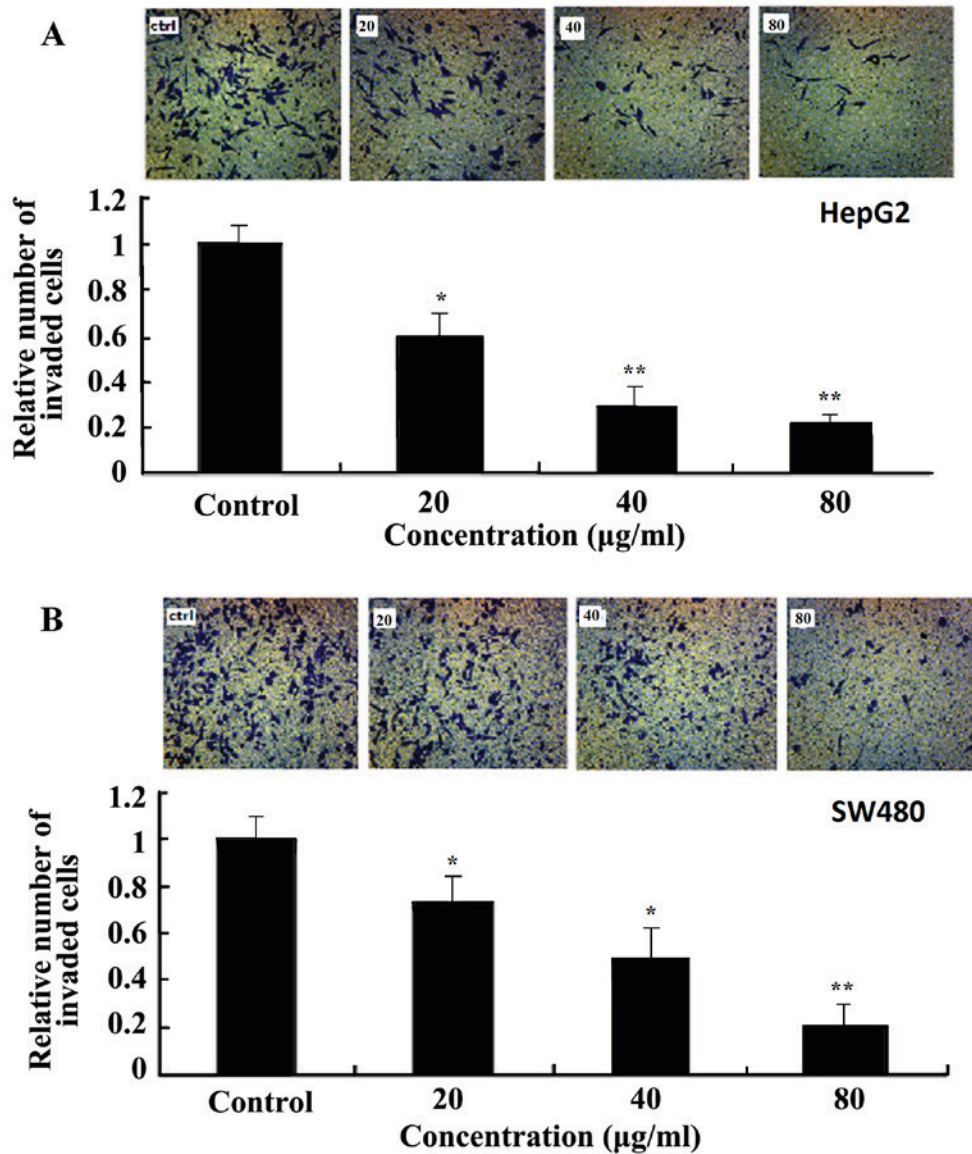 A
ctrl 20 40 80
HepG2
Relative number of
invaded cells
1.2
1
0.8
0.6
0.4
0.2
0
*
**
**
Control 20 40 80
Concentration (μg/ml)
B
ctrl 20 40 80
SW480
Relative number of
invaded cells
1.2
1
0.8
0.6
0.4
0.2
0
*
*
**
Control 20 40 80
Concentration (μg/ml)